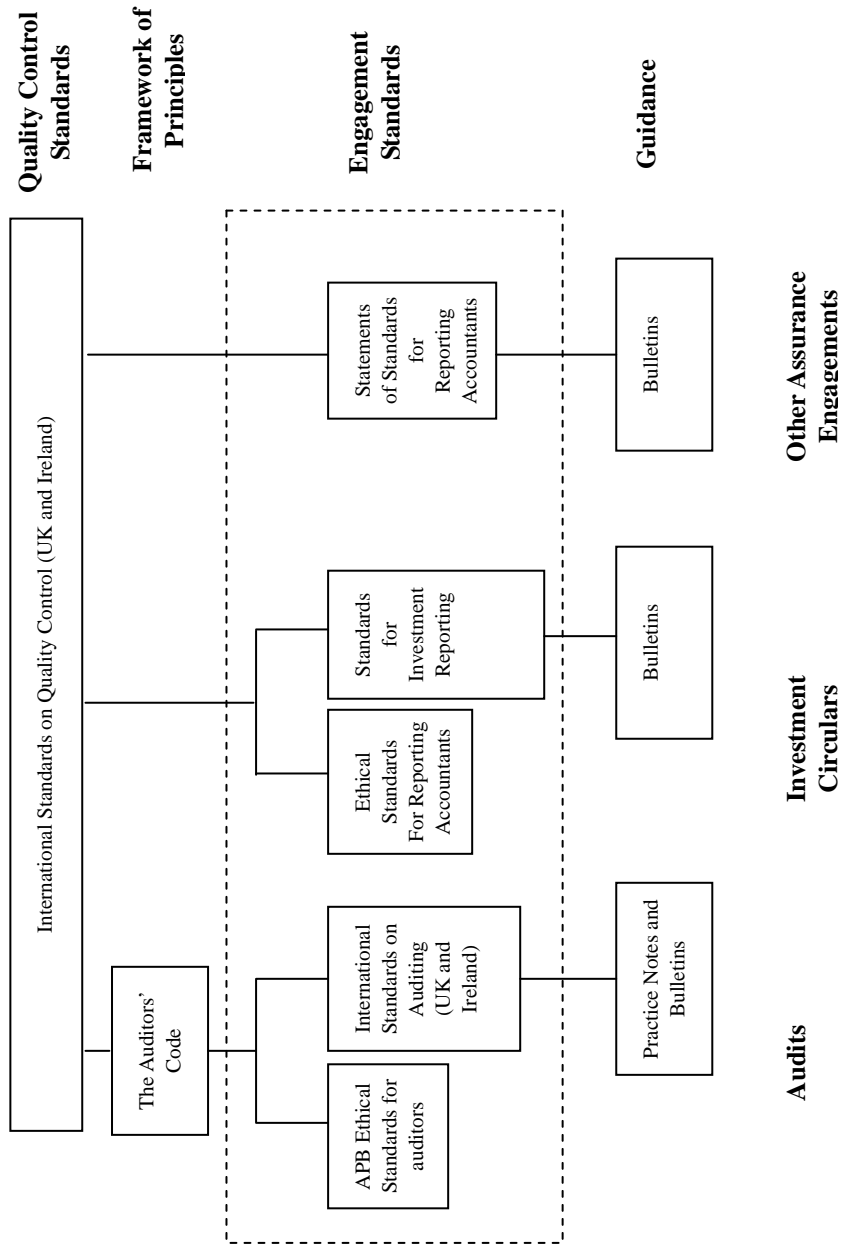 Quality Control
Standards
International Standards on Quality Control (UK and Ireland)
Framework of
Principles
The Auditors’
Code
Engagement
Standards
APB Ethical
Standards for
auditors
International
Standards on
Auditing
(UK and
Ireland)
Ethical
Standards
For Reporting
Accountants
Standards
for
Investment
Reporting
Statements
of Standards
for
Reporting
Accountants
Guidance
Practice Notes and
Bulletins
Bulletins
Bulletins
Audits
Investment
Circulars
Other Assurance
Engagements